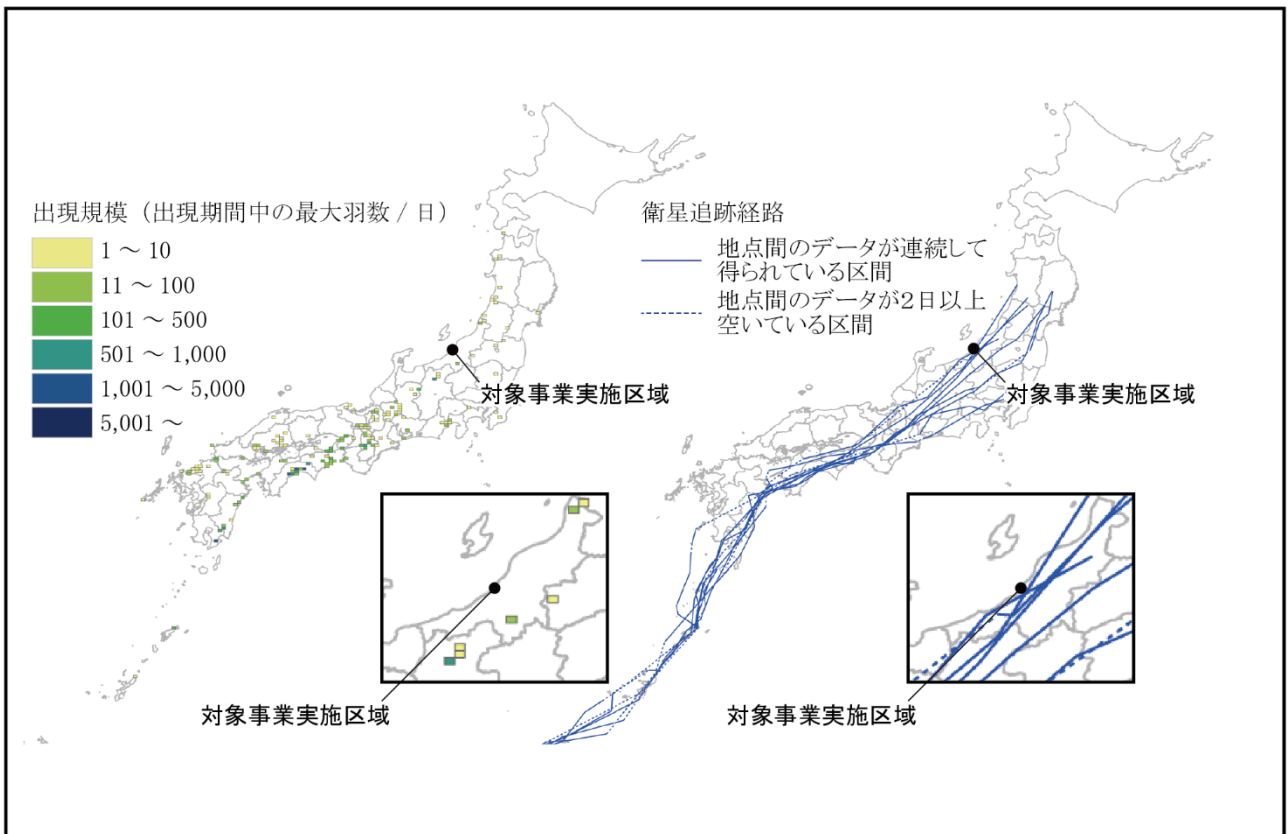 出現規模（出現期間中の最大羽数 / 日）
1 ～ 10
11 ～ 100
101 ～ 500
501 ～ 1,000
1,001 ～ 5,000
5,001 ～
対象事業実施区域
対象事業実施区域
衛星追跡経路
地点間のデータが連続して
得られている区間
地点間のデータが2日以上
空いている区間
対象事業実施区域
対象事業実施区域